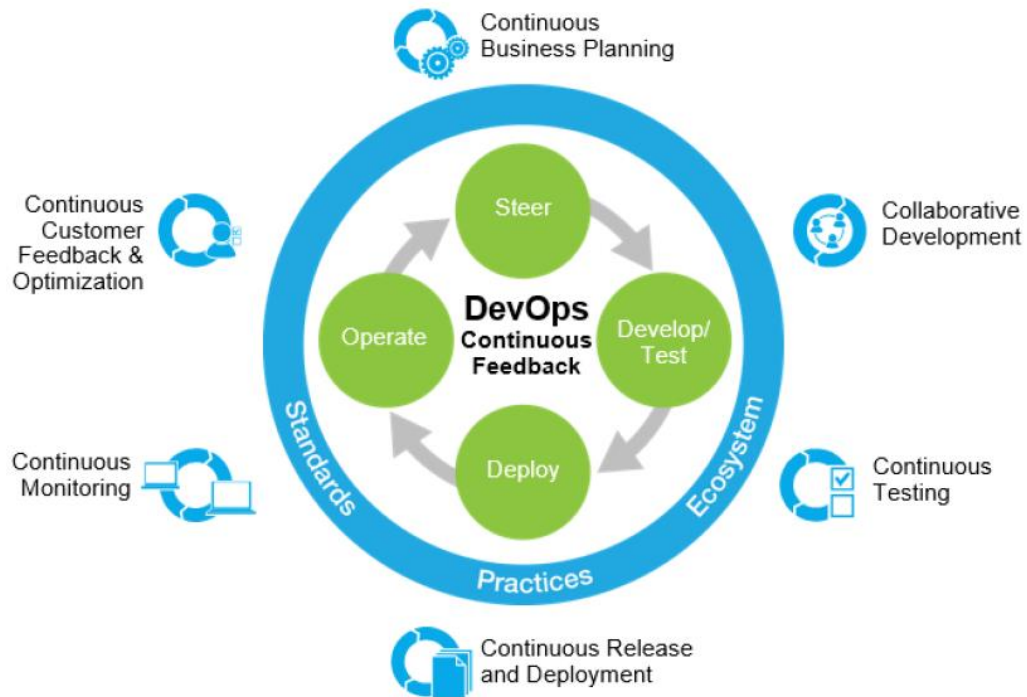 Continuous
Business Planning
Steer
Continuous
Customer
Feedback &
Optimization
Collaborative
Development
DevOps
Continuous
Feedback
Operate
Develop/
Test
Deploy
Continuous
Monitoring
Continuous
Testing
Standards
Practices
Ecosystem
Continuous Release
and Deployment